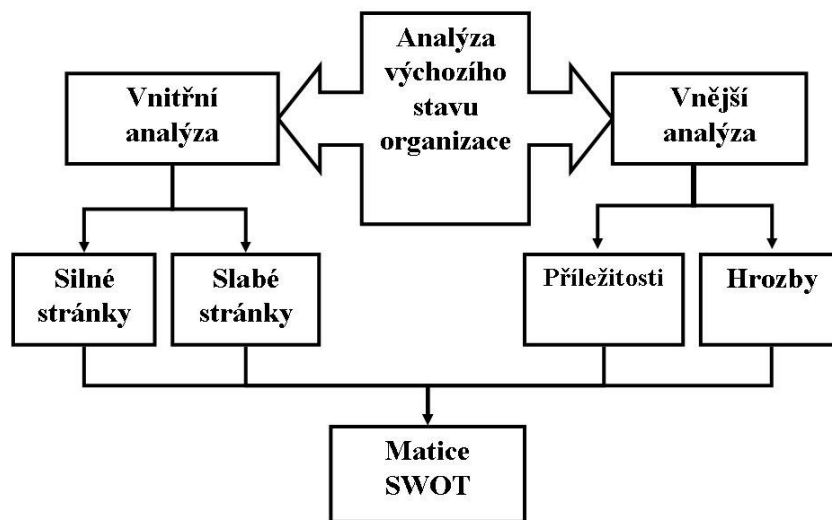 Analýza
výchozího
stavu
organizace
Vnitřní
analýza
Vnější
analýza
Silné
stránky
Slabé
stránky
Příležitosti
Hrozby
Matice
SWOT